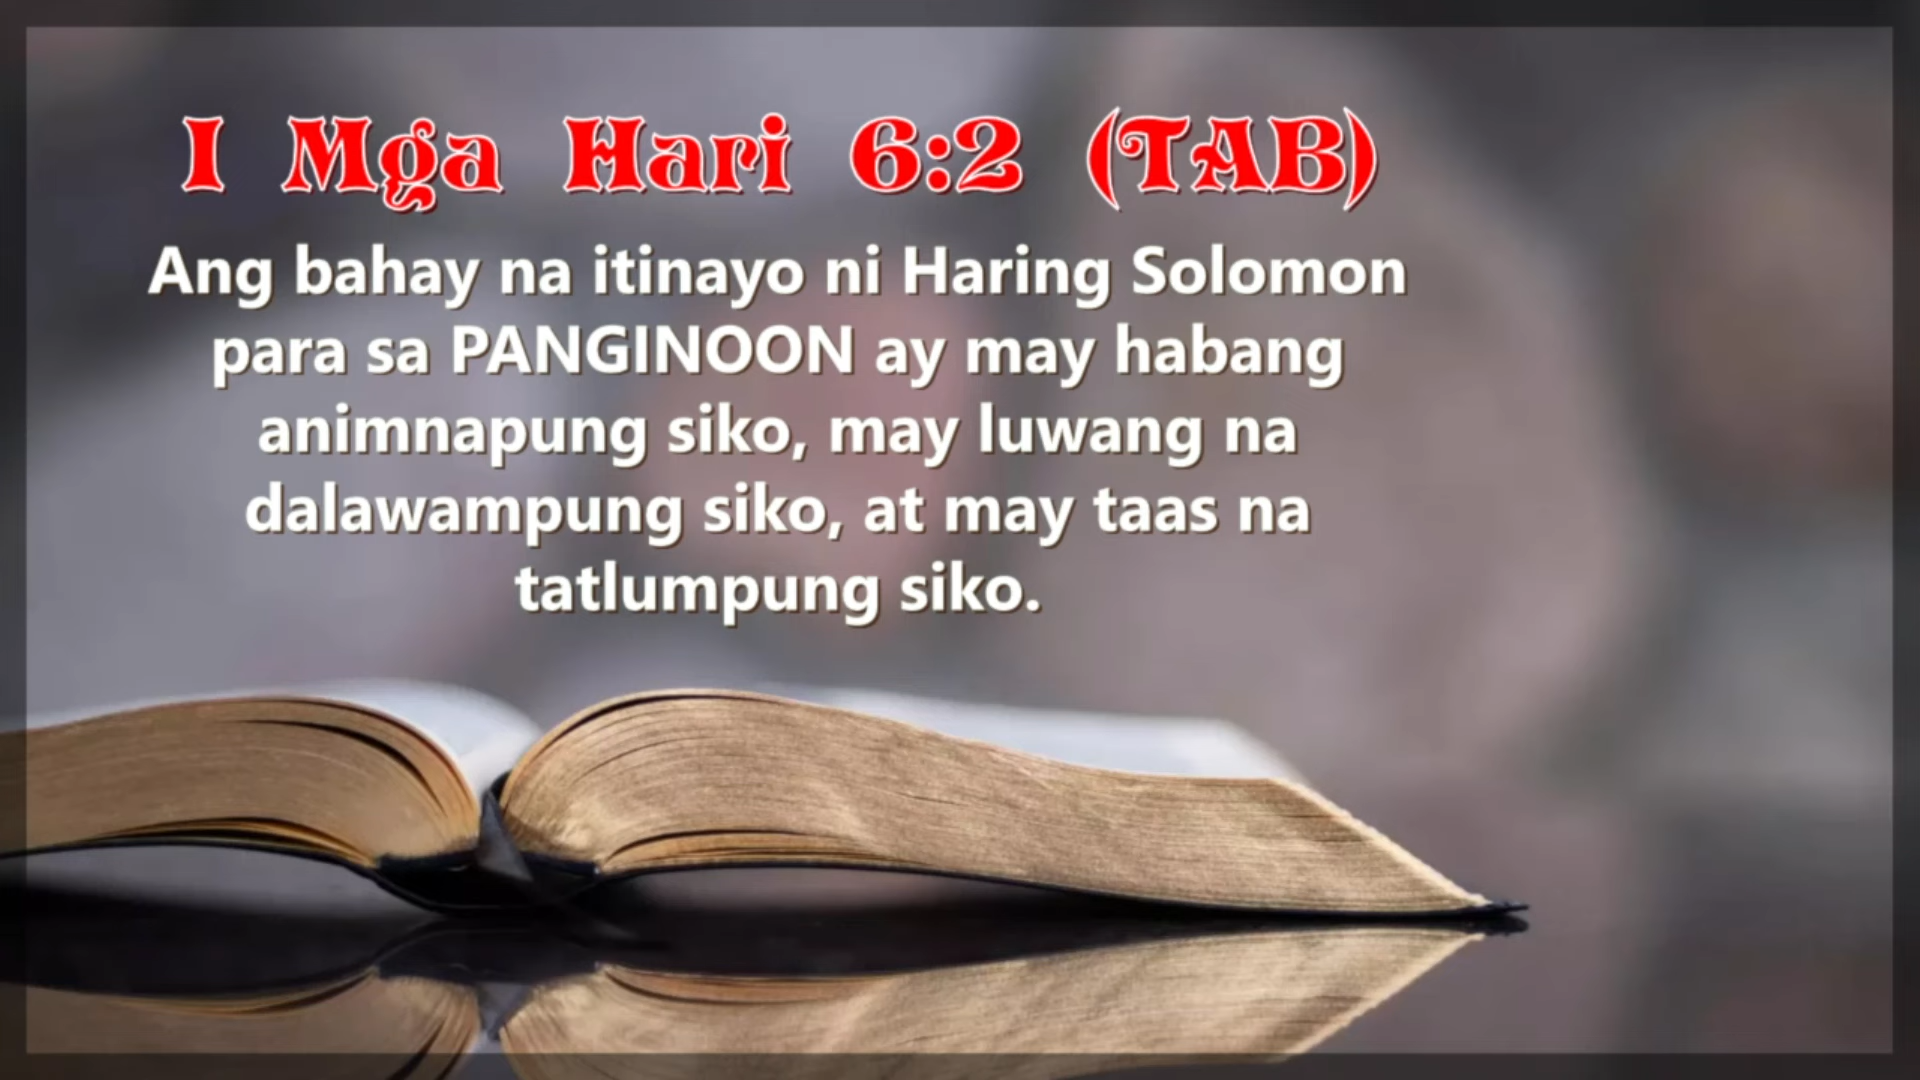 I Mga Hari 6:2 (TAB)
Ang bahay na itinayo ni Haring Solomon
para sa PANGINOON ay may habang
animnapung siko, may luwang na
dalawampung siko, at may taas na
tatlumpung siko.